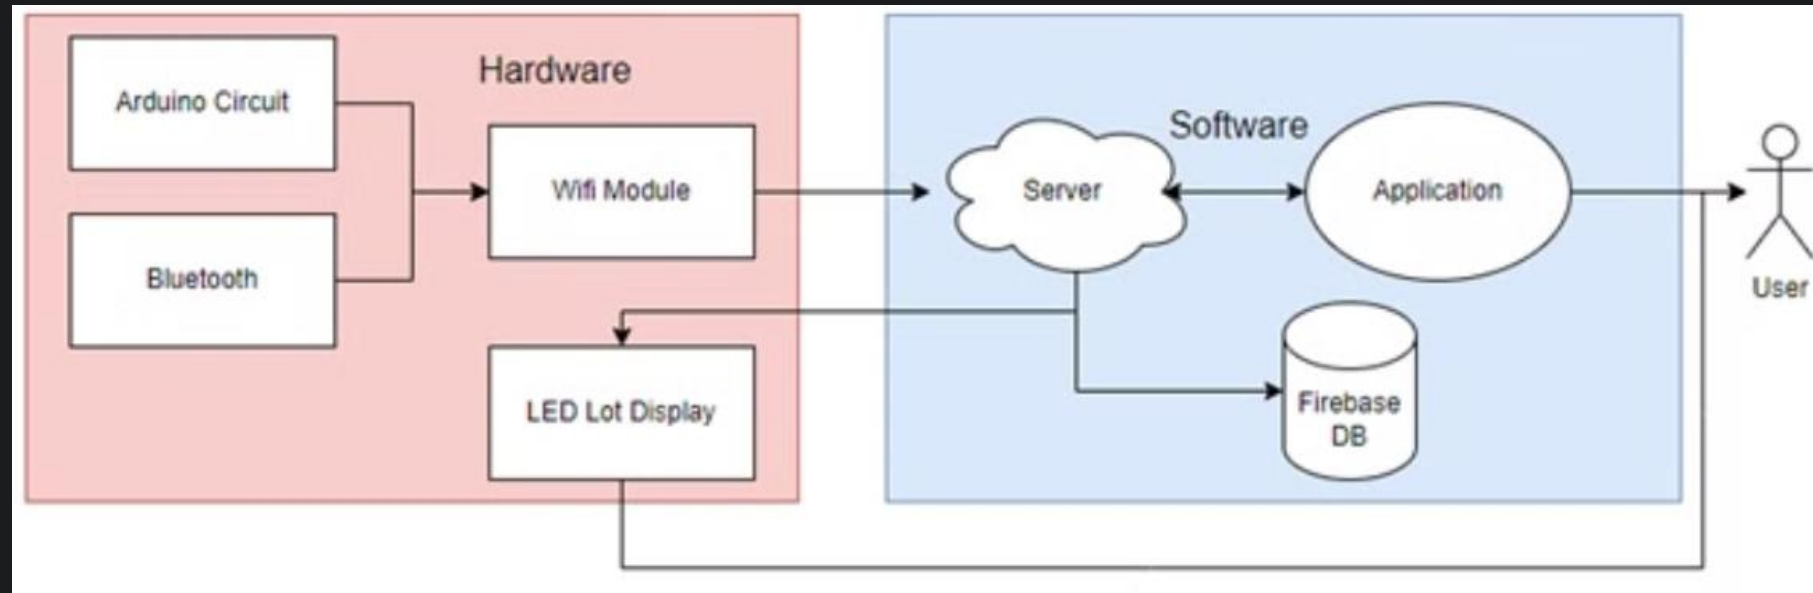 Hardware
Arduino Circuit
Bluetooth
Wifi Module
LED Lot Display
Software
Server
Application
Firebase
DB
User